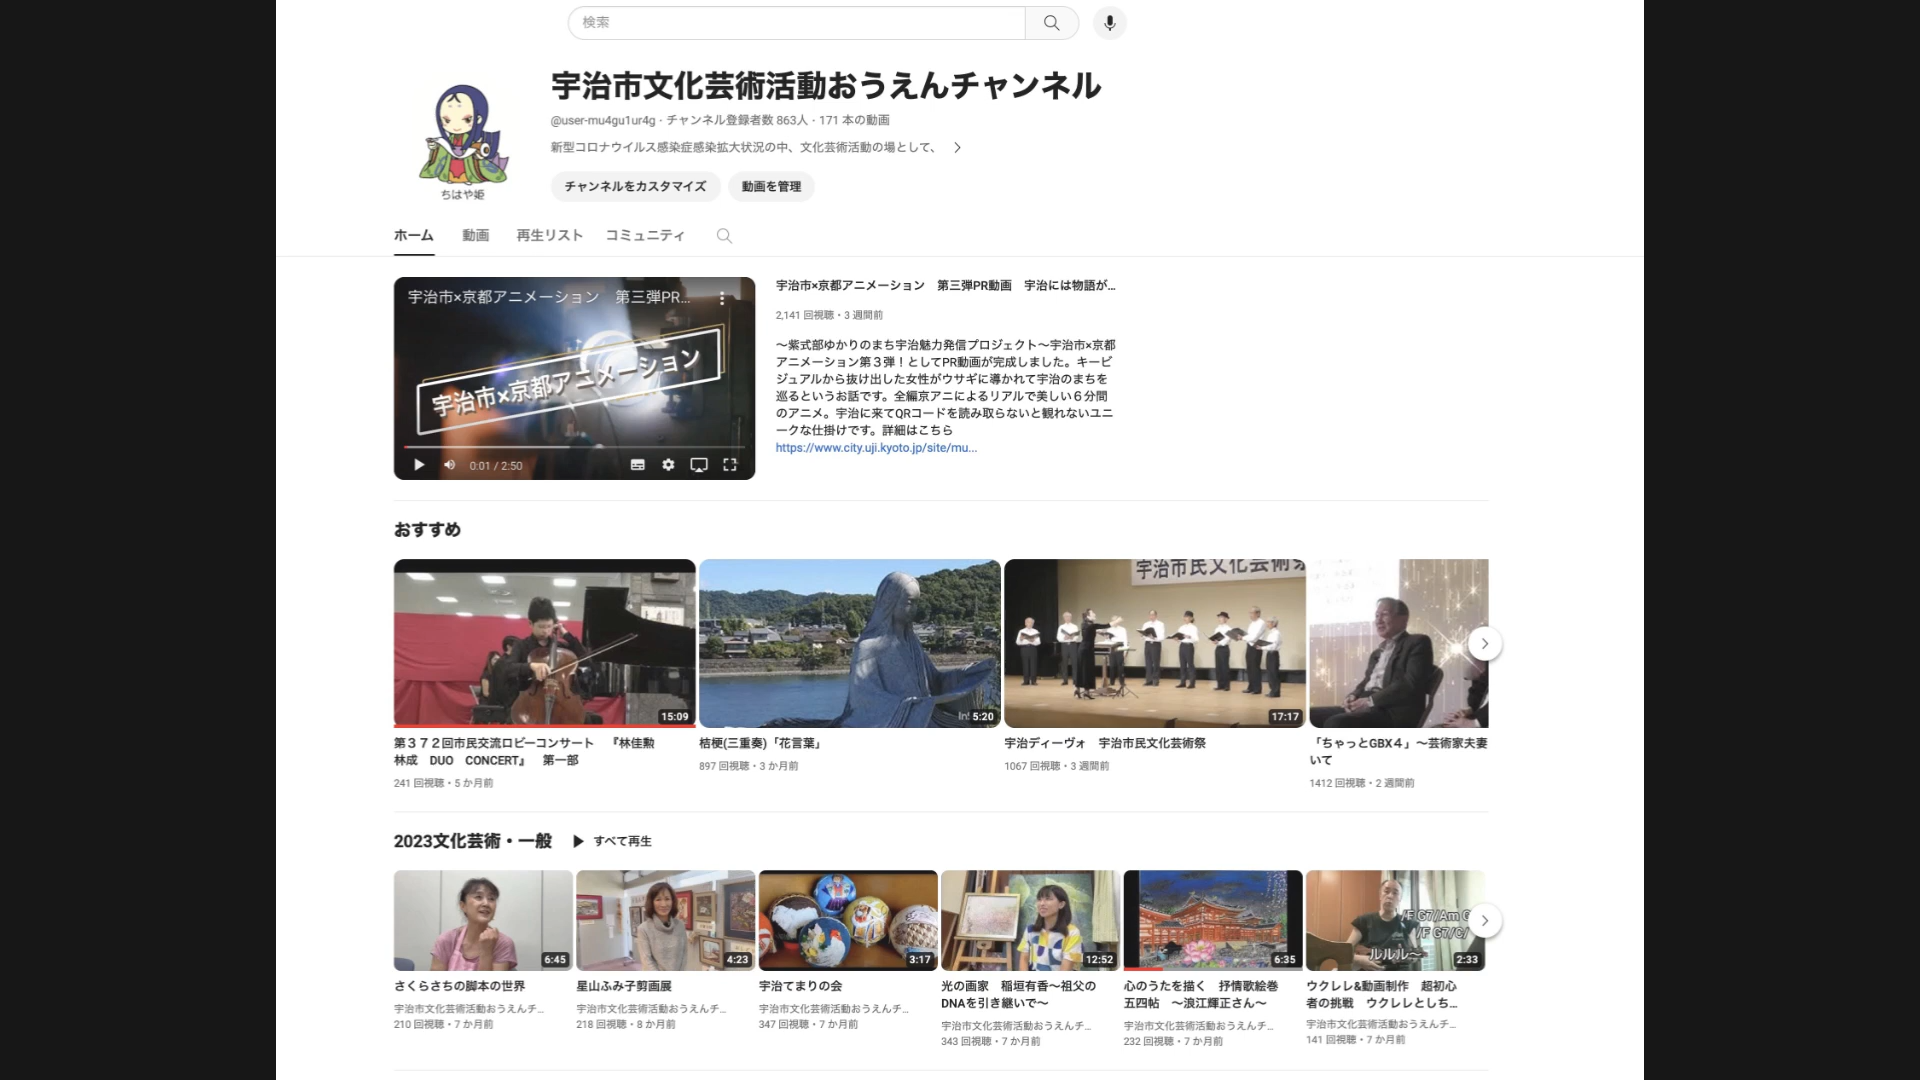 検索
宇治市文化芸術活動おうえんチャンネル
@user-mu4gu1ur4g · チャンネル登録者数 863人 · 171 本の動画
新型コロナウイルス感染症感染拡大状況の中、文化芸術活動の場として、
ちはや姫
チャンネルをカスタマイズ 動画を管理
ホーム 動画 再生リスト コミュニティ
宇治市×京都アニメーション　第三弾PR...
宇治市×京都アニメーション
0:01 / 2:50
宇治市×京都アニメーション　第三弾PR動画　宇治には物語が...
2,141 回視聴・3 週間前
〜紫式部ゆかりのまち宇治魅力発信プロジェクト〜宇治市×京都
アニメーション第３弾！としてPR動画が完成しました。キービ
ジュアルから抜け出した女性がウサギに導かれて宇治のまちを
巡るというお話です。全編京アニによるリアルで美しい６分間
のアニメ。宇治に来てQRコードを読み取らないと観れないユニ
ークな仕掛けです。詳細はこちら
https://www.city.uji.kyoto.jp/site/mu...
おすすめ
15:09
第３７２回市民交流ロビーコンサート　『林佳勲
林成　DUO　CONCERT』　第一部
241 回視聴・5 か月前
5:20
桔梗(三重奏)「花言葉」
897 回視聴・3 か月前
宇治市民文化芸術祭
17:17
宇治ディーヴォ　宇治市民文化芸術祭
1067 回視聴・3 週間前
「ちゃっとGBX４」〜芸術家夫妻
いて
1412 回視聴・2 週間前
2023文化芸術・一般 すべて再生
6:45
さくらさちの脚本の世界
宇治市文化芸術活動おうえんチ...
210 回視聴・7 か月前
4:23
星山ふみ子剪画展
宇治市文化芸術活動おうえんチ...
218 回視聴・8 か月前
3:17
宇治てまりの会
宇治市文化芸術活動おうえんチ...
347 回視聴・7 か月前
12:52
光の画家　稲垣有香〜祖父の
DNAを引き継いで〜
宇治市文化芸術活動おうえんチ...
343 回視聴・7 か月前
6:35
心のうたを描く　抒情歌絵巻
五四帖　〜浪江輝正さん〜
宇治市文化芸術活動おうえんチ...
232 回視聴・7 か月前
/F G7/Am G
/F G7/C/
ルルル〜
2:33
ウクレレ&動画制作　超初心
者の挑戦　ウクレレとしち...
宇治市文化芸術活動おうえんチ...
141 回視聴・7 か月前